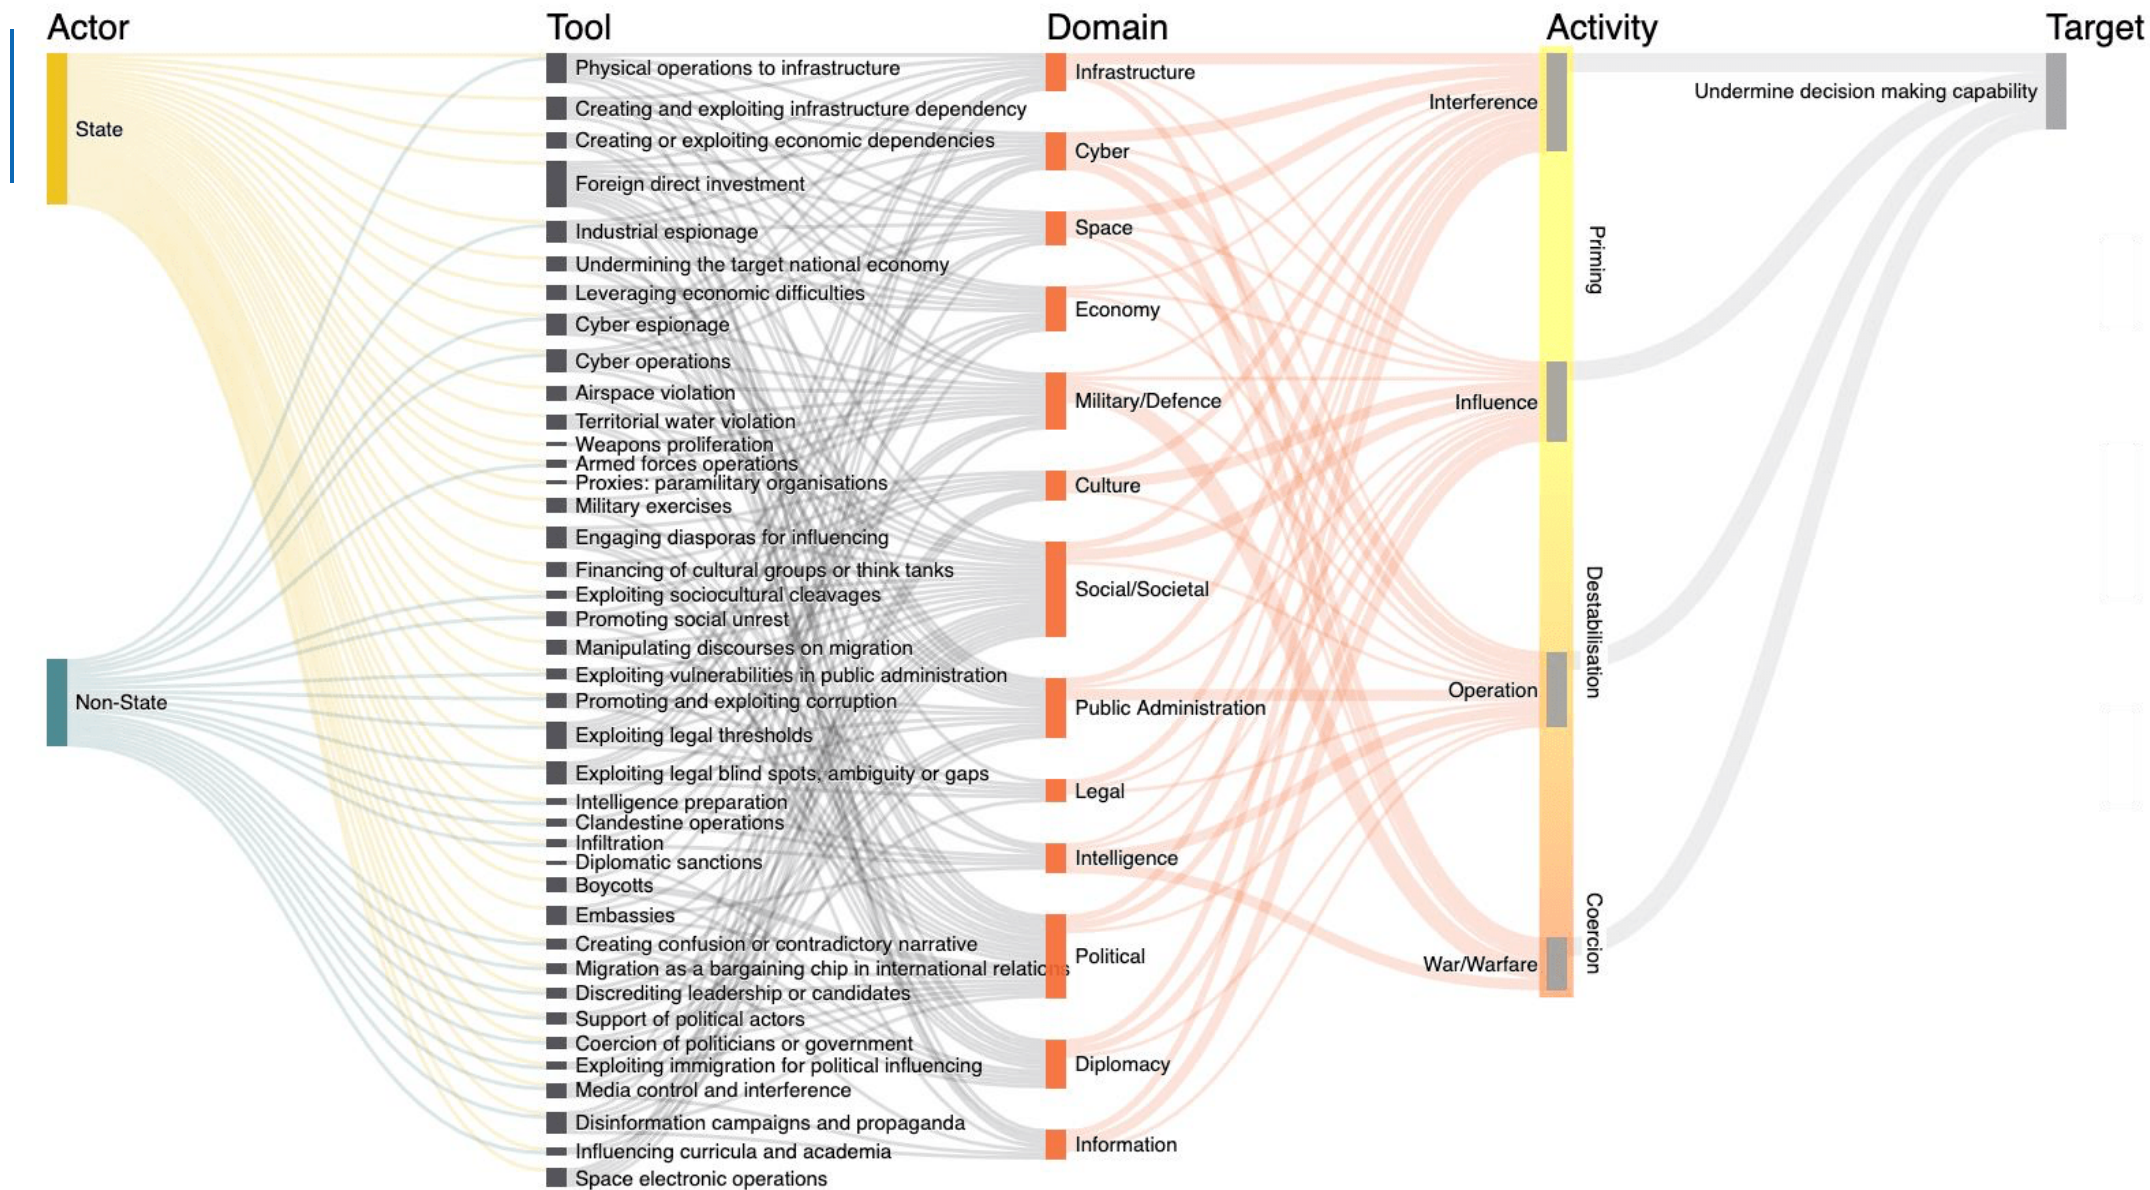 Actor
Tool
Domain
Activity
Target
State
Non-State
Physical operations to infrastructure
Creating and exploiting infrastructure dependency
Creating or exploiting economic dependencies
Foreign direct investment
Industrial espionage
Undermining the target national economy
Leveraging economic difficulties
Cyber espionage
Cyber operations
Airspace violation
Territorial water violation
Weapons proliferation
Armed forces operations
Proxies: paramilitary organisations
Military exercises
Engaging diasporas for influencing
Financing of cultural groups or think tanks
Exploiting sociocultural cleavages
Promoting social unrest
Manipulating discourses on migration
Exploiting vulnerabilities in public administration
Promoting and exploiting corruption
Exploiting legal thresholds
Exploiting legal blind spots, ambiguity or gaps
Intelligence preparation
Clandestine operations
Infiltration
Diplomatic sanctions
Boycotts
Embassies
Creating confusion or contradictory narrative
Migration as a bargaining chip in international relations
Discrediting leadership or candidates
Support of political actors
Coercion of politicians or government
Exploiting immigration for political influencing
Media control and interference
Disinformation campaigns and propaganda
Influencing curricula and academia
Space electronic operations
Infrastructure
Cyber
Space
Economy
Military/Defence
Culture
Social/Societal
Public Administration
Legal
Intelligence
Political
Diplomacy
Information
Interference
Influence
Operation
War/Warfare
Priming
Destabilisation
Coercion
Undermine decision making capability